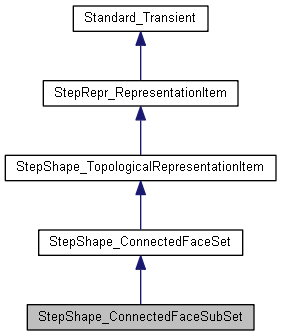 Standard_Transient
StepRepr_RepresentationItem
StepShape_TopologicalRepresentationItem
StepShape_ConnectedFaceSet
StepShape_ConnectedFaceSubSet